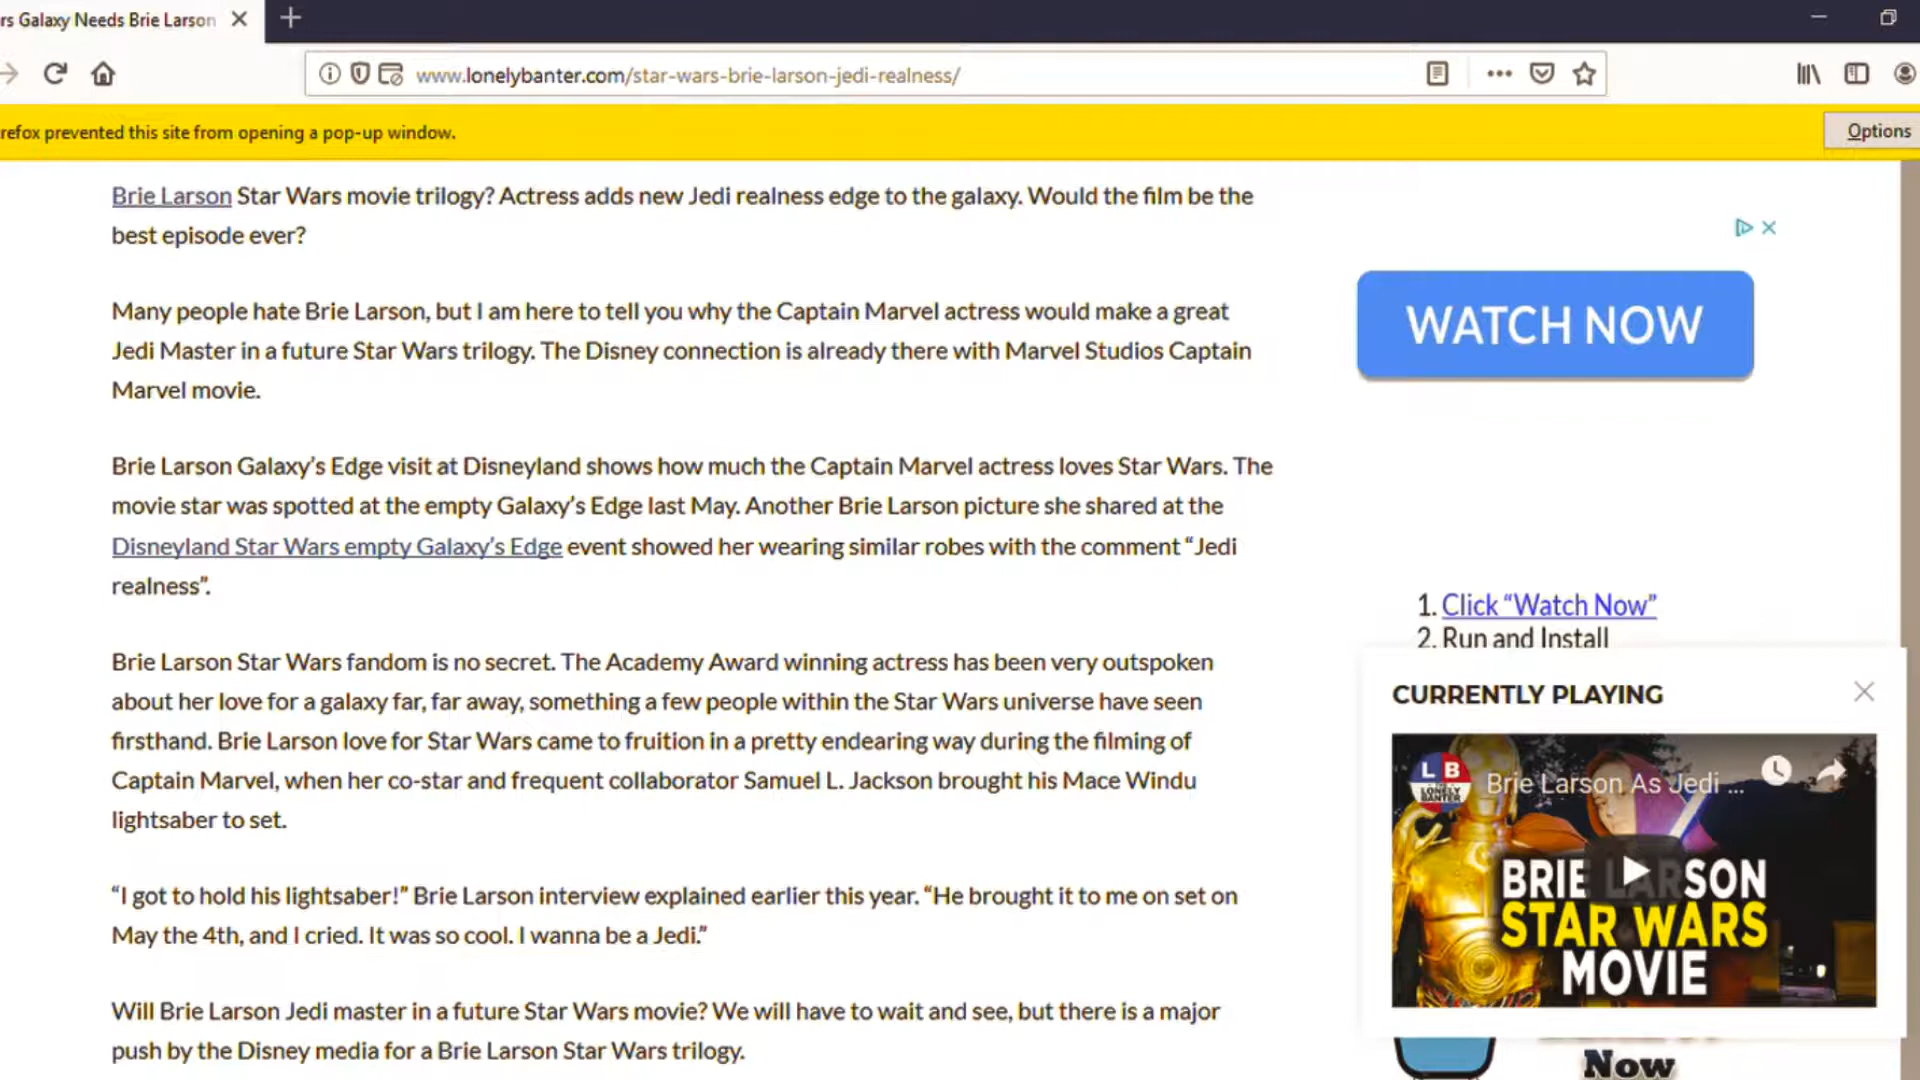 rs Galaxy Needs Brie Larson
www.lonelybanter.com/star-wars-brie-larson-jedi-realness/
refox prevented this site from opening a pop-up window.
Options
Brie Larson Star Wars movie trilogy? Actress adds new Jedi realness edge to the galaxy. Would the film be the
best episode ever?
Many people hate Brie Larson, but I am here to tell you why the Captain Marvel actress would make a great
Jedi Master in a future Star Wars trilogy. The Disney connection is already there with Marvel Studios Captain
Marvel movie.
Brie Larson Galaxy’s Edge visit at Disneyland shows how much the Captain Marvel actress loves Star Wars. The
movie star was spotted at the empty Galaxy’s Edge last May. Another Brie Larson picture she shared at the
Disneyland Star Wars empty Galaxy’s Edge event showed her wearing similar robes with the comment “Jedi
realness”.
Brie Larson Star Wars fandom is no secret. The Academy Award winning actress has been very outspoken
about her love for a galaxy far, far away, something a few people within the Star Wars universe have seen
firsthand. Brie Larson love for Star Wars came to fruition in a pretty endearing way during the filming of
Captain Marvel, when her co-star and frequent collaborator Samuel L. Jackson brought his Mace Windu
lightsaber to set.
“I got to hold his lightsaber!” Brie Larson interview explained earlier this year. “He brought it to me on set on
May the 4th, and I cried. It was so cool. I wanna be a Jedi.”
Will Brie Larson Jedi master in a future Star Wars movie? We will have to wait and see, but there is a major
push by the Disney media for a Brie Larson Star Wars trilogy.
WATCH NOW
1. Click “Watch Now”
2. Run and Install
CURRENTLY PLAYING
L B
LONELY
BANTER
Brie Larson As Jedi ...
BRIE LARSON
STAR WARS
MOVIE
Now